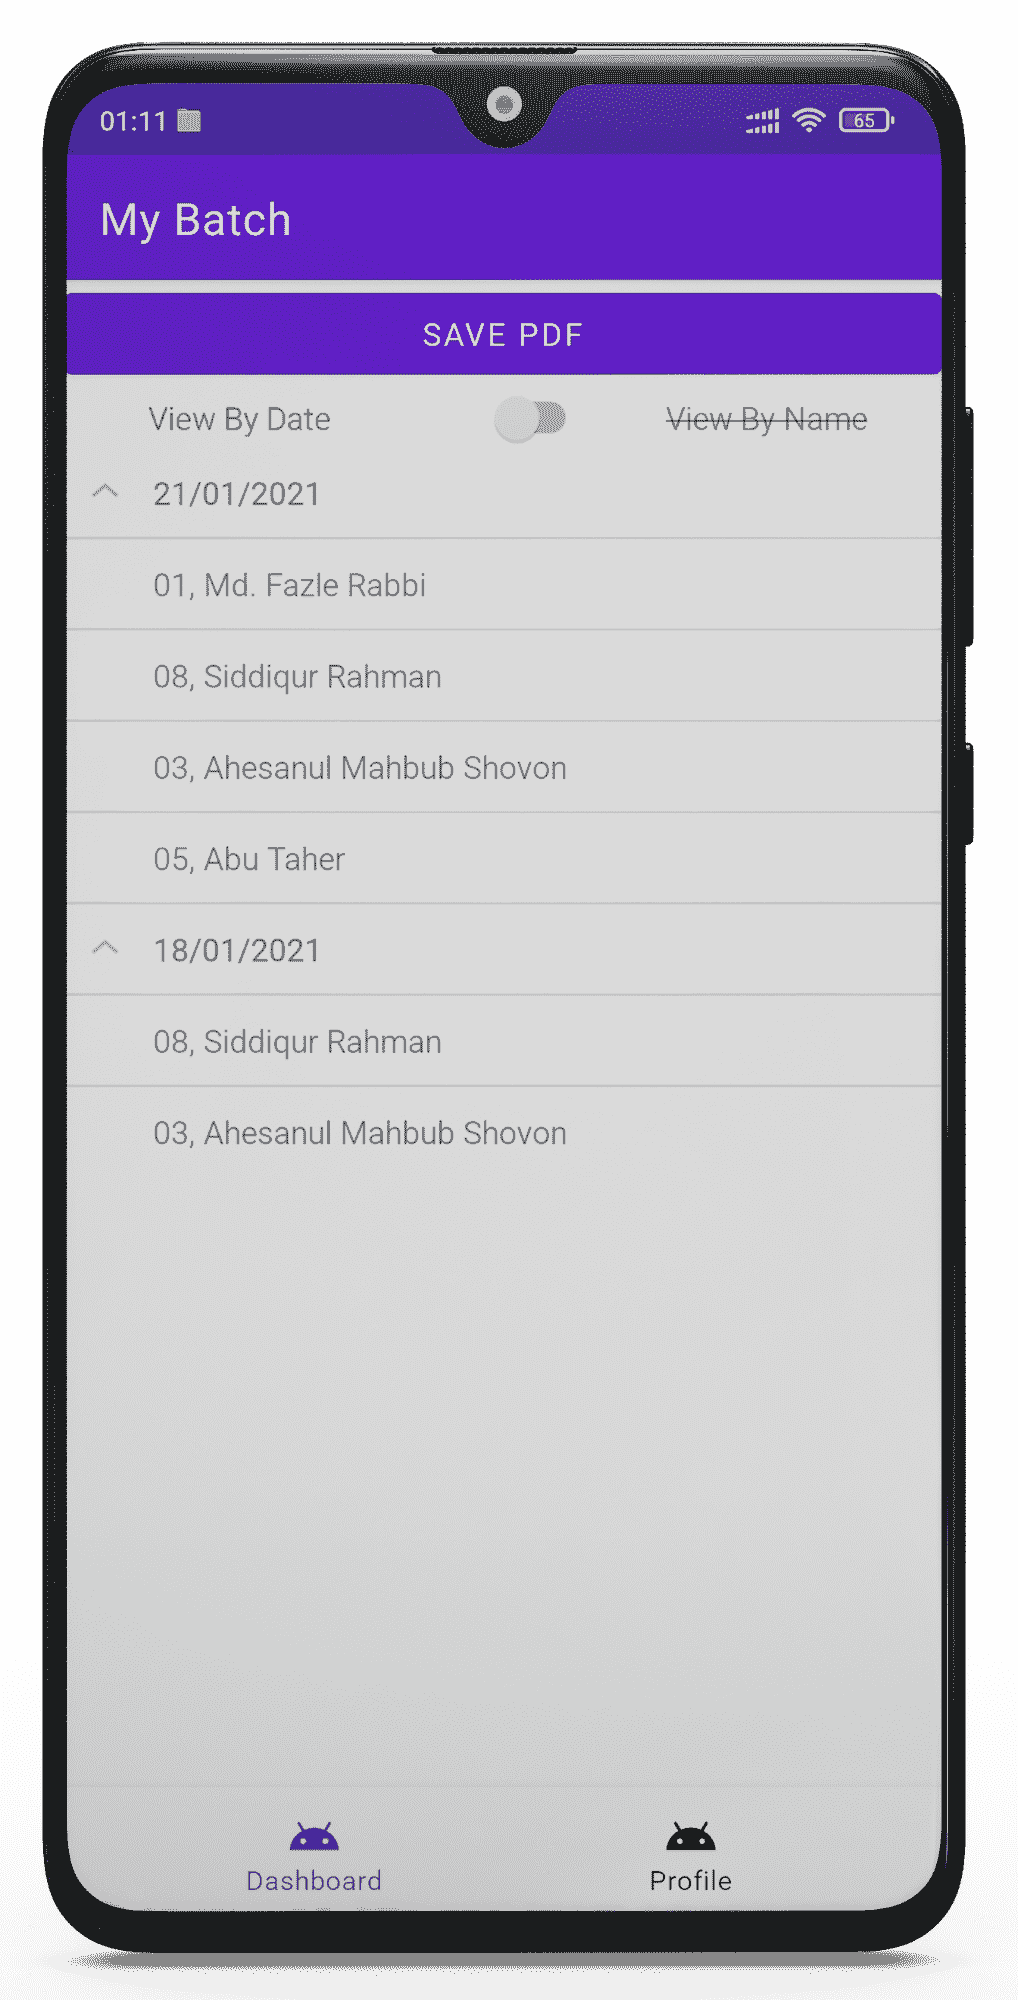 01:11 65
My Batch
SAVE PDF
View By Date View By Name
21/01/2021
01, Md. Fazle Rabbi
08, Siddiqur Rahman
03, Ahesanul Mahbub Shovon
05, Abu Taher
18/01/2021
08, Siddiqur Rahman
03, Ahesanul Mahbub Shovon
Dashboard Profile